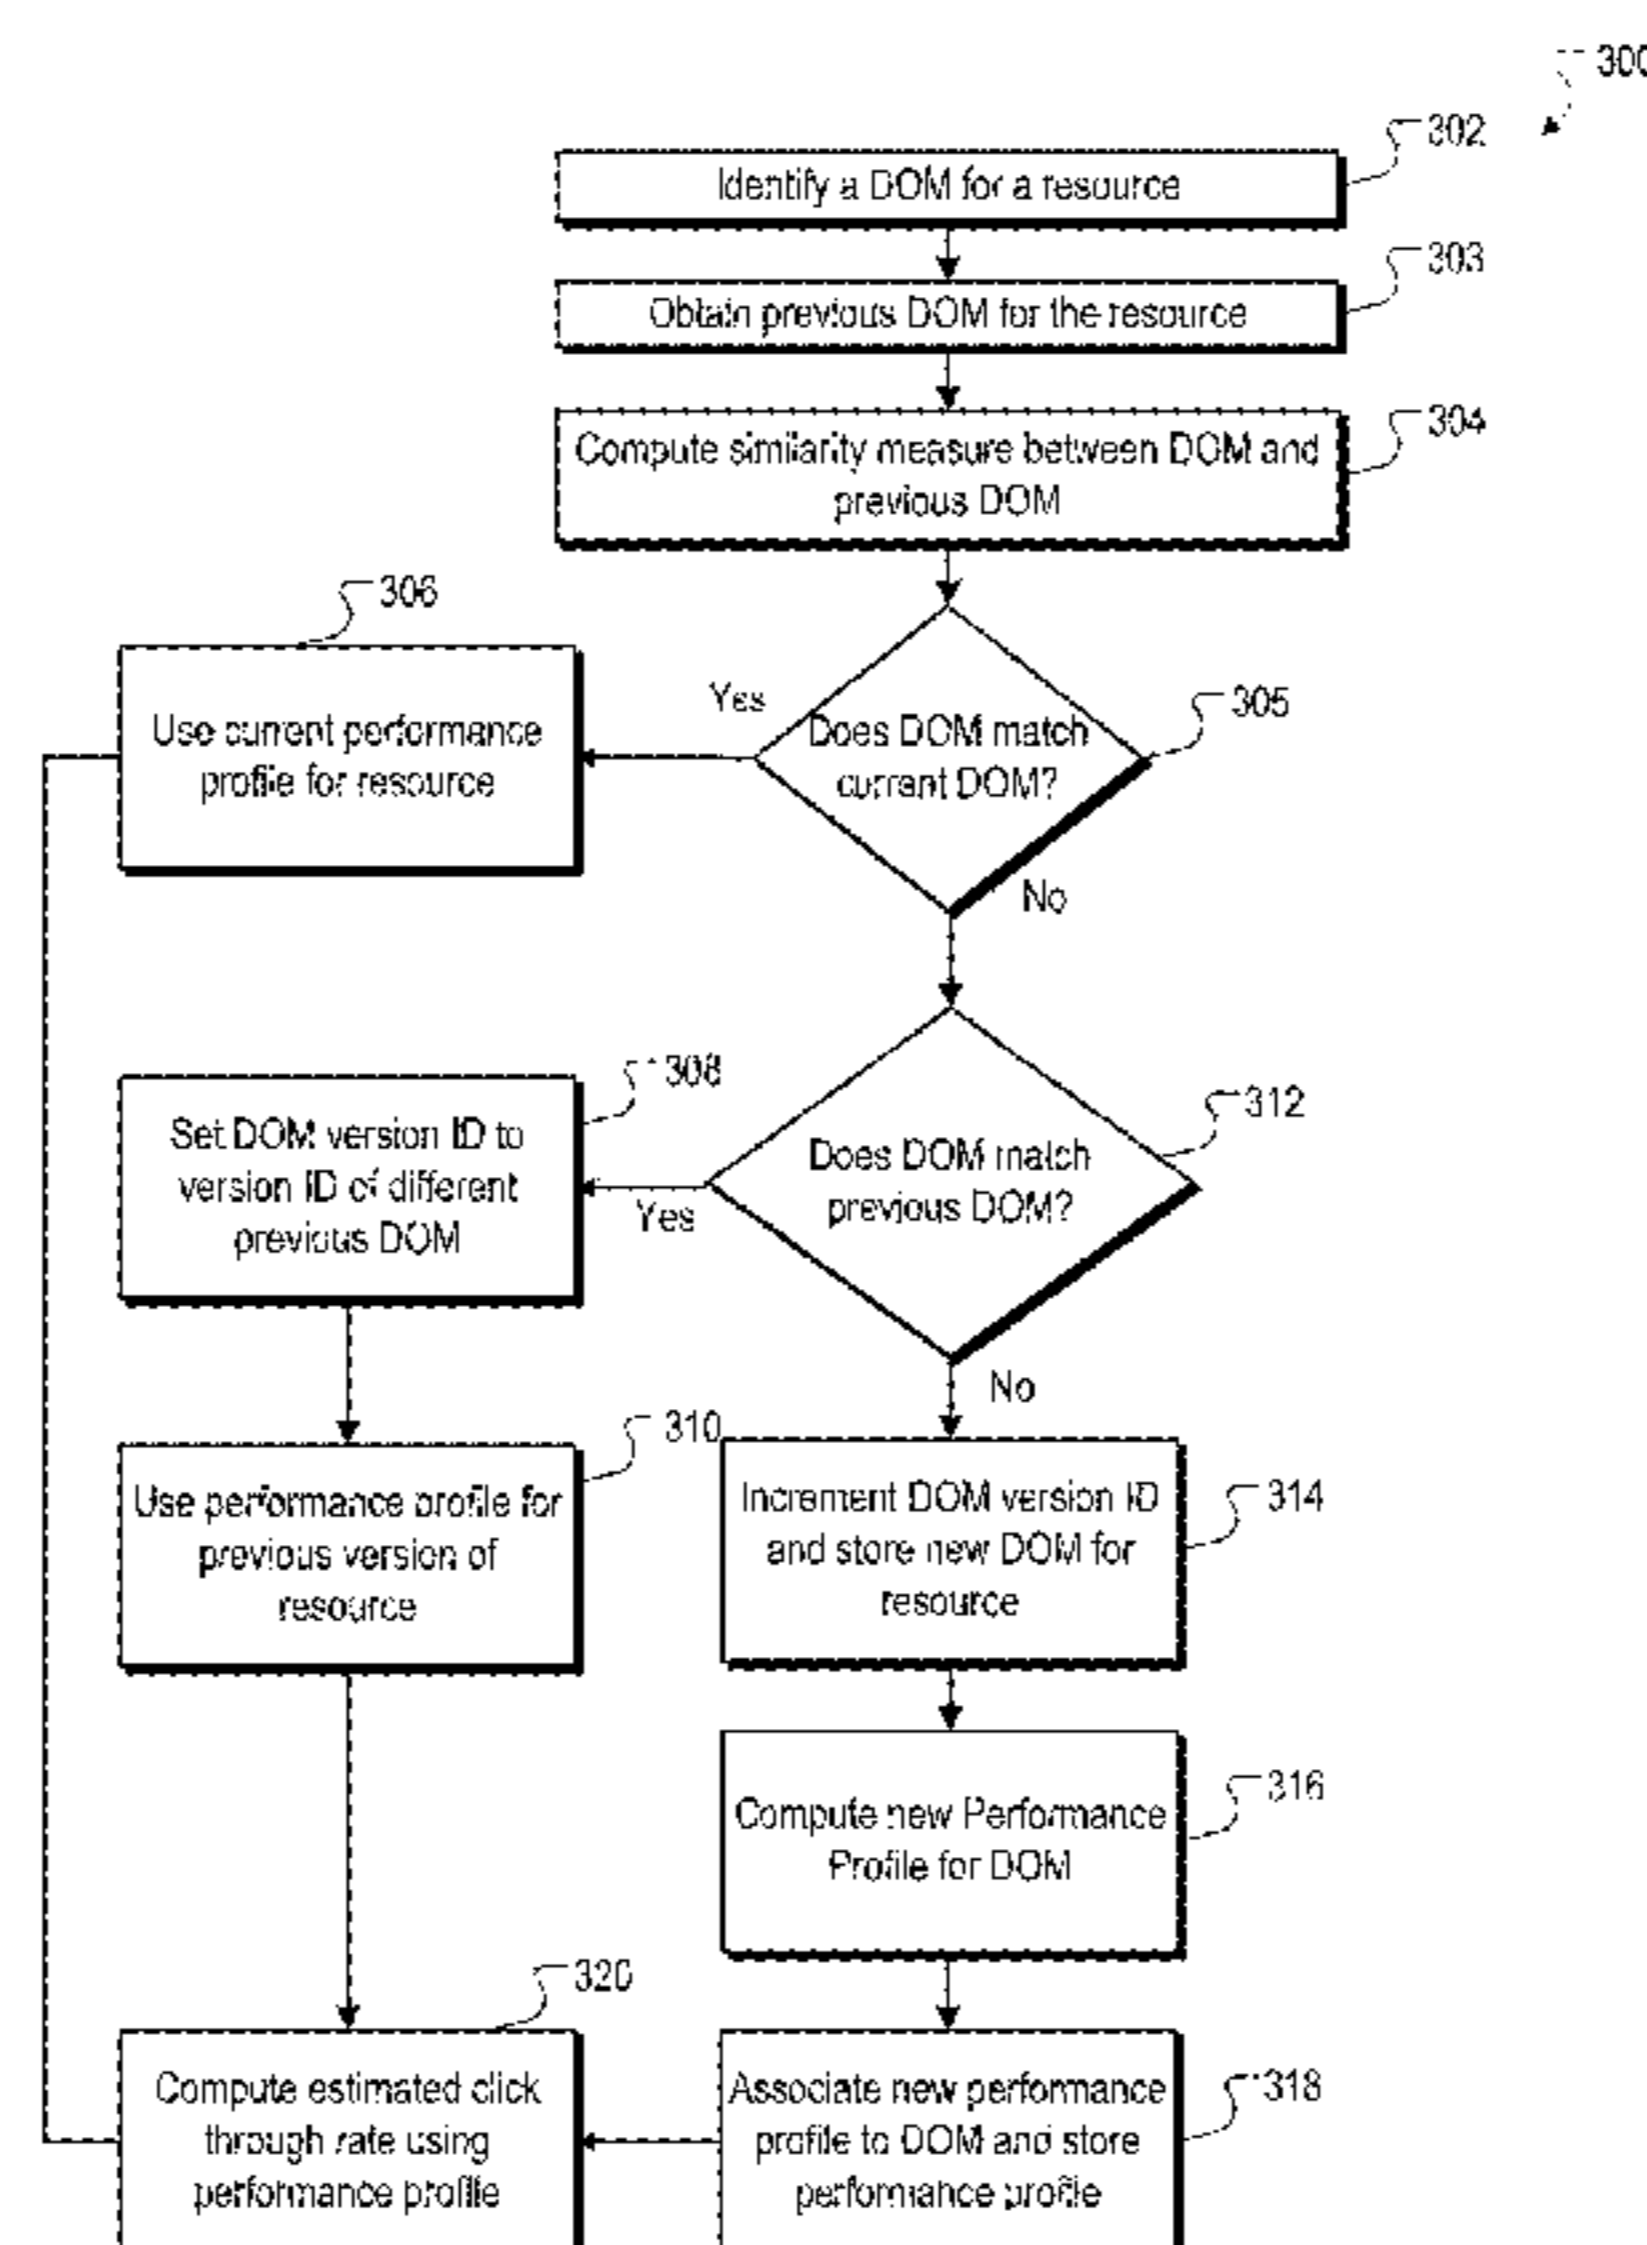 300
302
Identify a DOM for a resource
303
Obtain previous DOM for the resource
304
Compute similarity measure between DOM and
previous DOM
306
Use current performance
profile for resource
Yes
305
Does DOM match
current DOM?
No
308
Set DOM version ID to
version ID of different
previous DOM
Yes
312
Does DOM match
previous DOM?
No
310
Use performance profile for
previous version of
resource
314
Increment DOM version ID
and store new DOM for
resource
316
Compute new Performance
Profile for DOM
320
Compute estimated click
through rate using
performance profile
318
Associate new performance
profile to DOM and store
performance profile